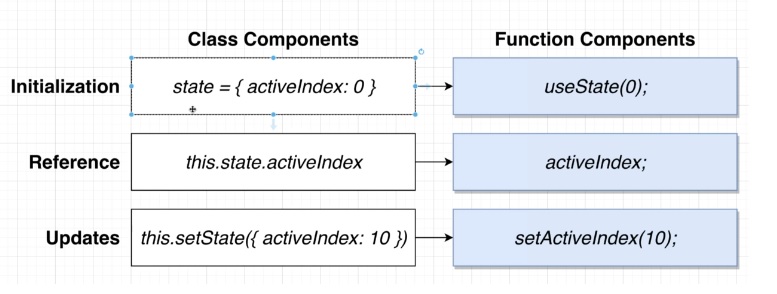 Class Components
Function Components
Initialization
state = { activeIndex: 0 }
useState(0);
Reference
this.state.activeIndex
activeIndex;
Updates
this.setState({ activeIndex: 10 })
setActiveIndex(10);